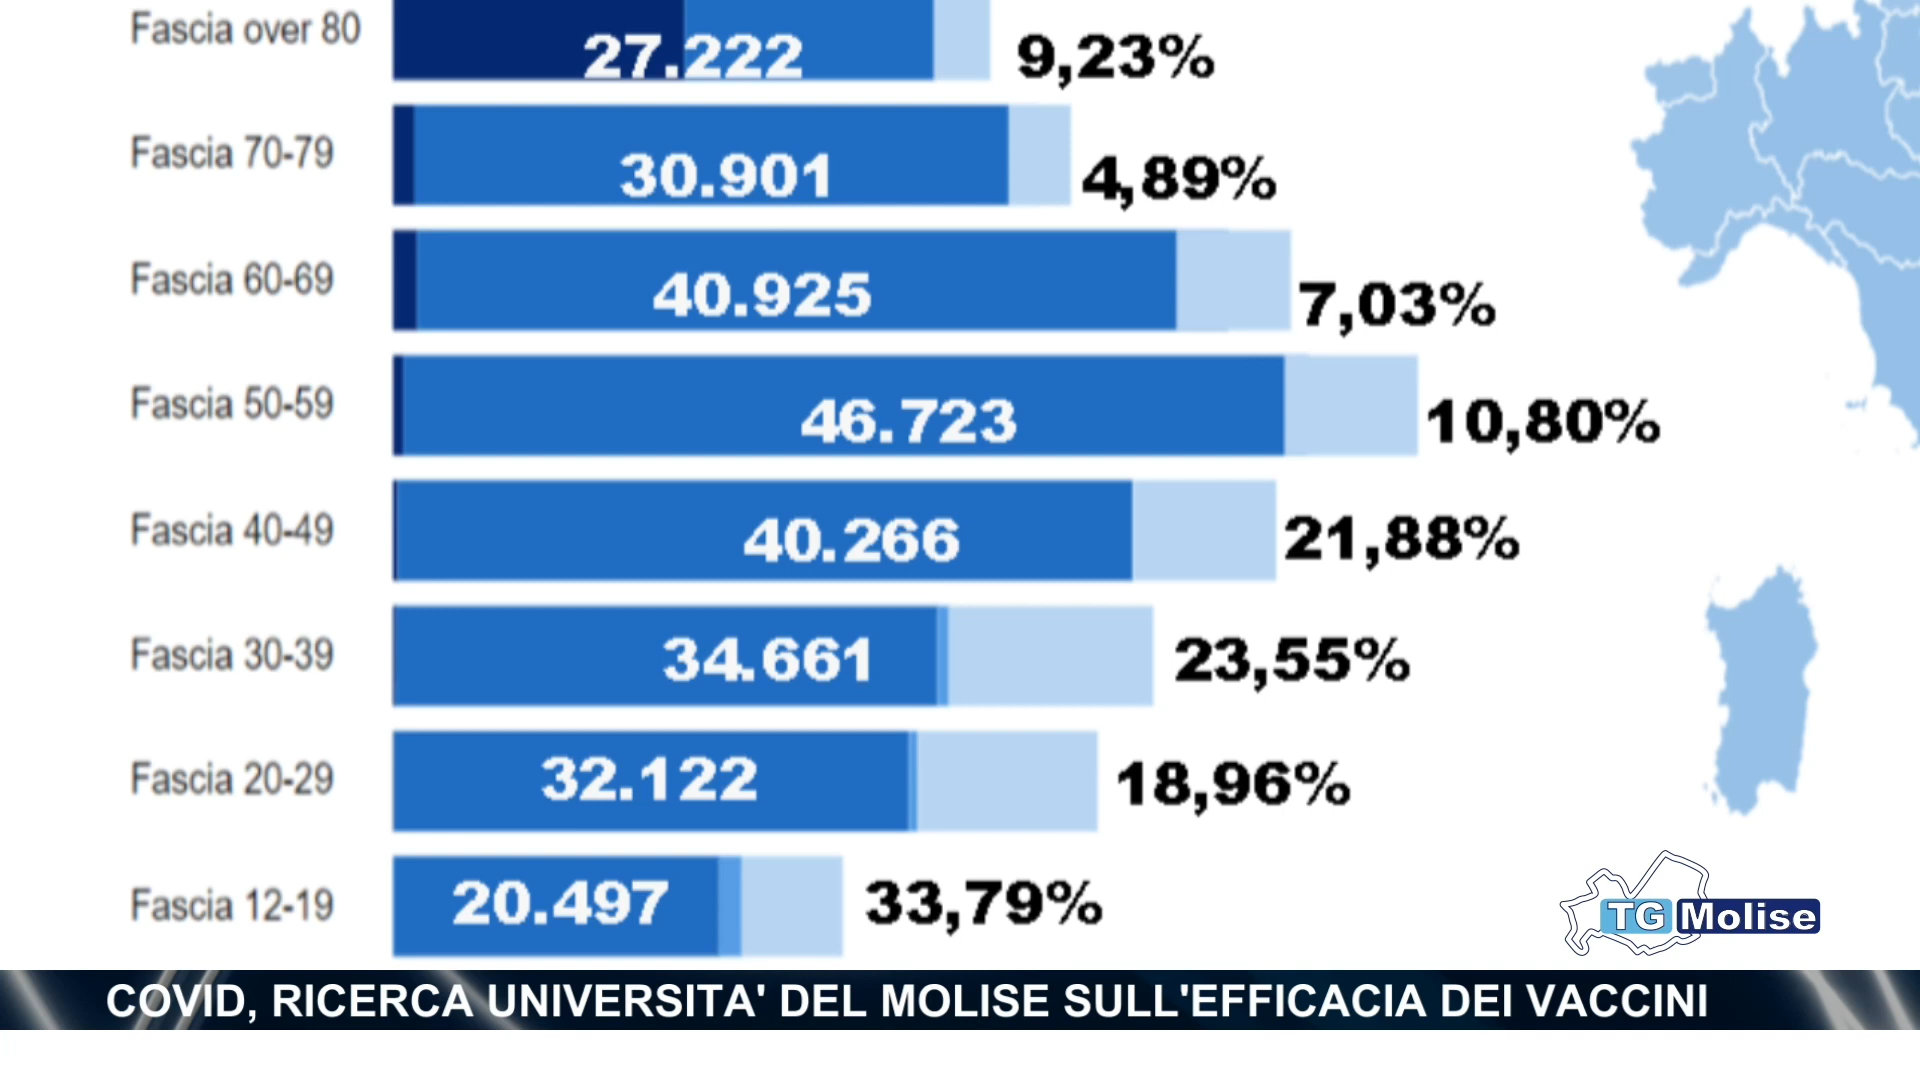 Fascia over 80 27.222 9,23%
Fascia 70-79 30.901 4,89%
Fascia 60-69 40.925 7,03%
Fascia 50-59 46.723 10,80%
Fascia 40-49 40.266 21,88%
Fascia 30-39 34.661 23,55%
Fascia 20-29 32.122 18,96%
Fascia 12-19 20.497 33,79%
TG Molise
COVID, RICERCA UNIVERSITA' DEL MOLISE SULL'EFFICACIA DEI VACCINI